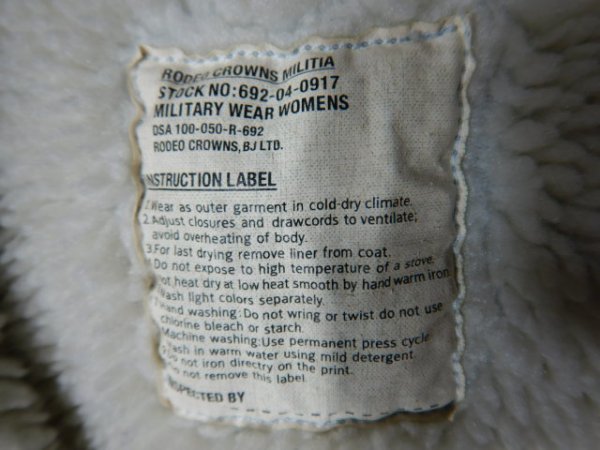 RODEO CROWNS MILITIA
STOCK NO:692-04-0917
MILITARY WEAR WOMENS
DSA 100-050-R-692
RODEO CROWNS,BJ LTD.
INSTRUCTION LABEL
1.Wear as outer garment in cold-dry climate.
2.Adjust closures and drawcords to ventilate;
avoid overheating of body.
3.For last drying remove liner from coat.
Do not expose to high temperature of a stove.
heat dry at low heat smooth by hand warm iron
Wash light colors separately.
Hand washing:Do not wring or twist do not use
chlorine bleach or starch.
Machine washing:Use permanent press cycle
wash in warm water using mild detergent
Do not iron directry on the print.
Do not remove this label.
INSPECTED BY